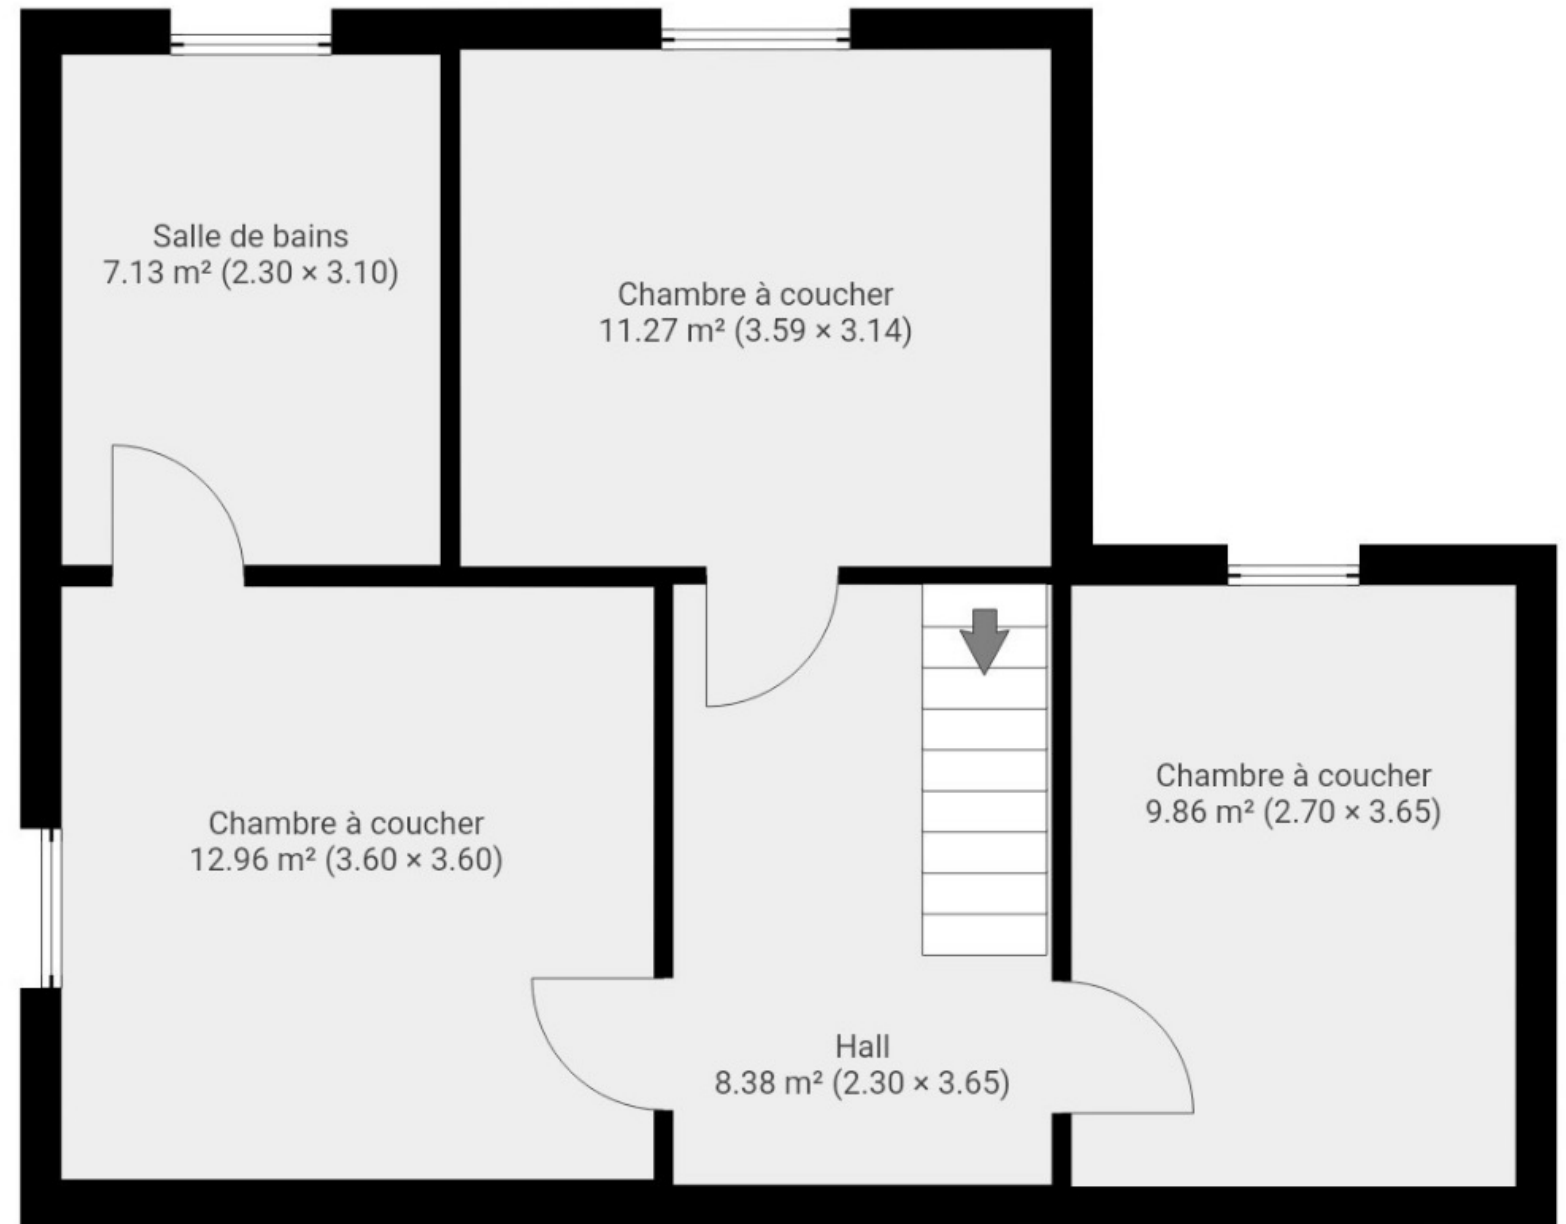 Salle de bains
7.13 m² (2.30 × 3.10)
Chambre à coucher
11.27 m² (3.59 × 3.14)
Chambre à coucher
9.86 m² (2.70 × 3.65)
Chambre à coucher
12.96 m² (3.60 × 3.60)
Hall
8.38 m² (2.30 × 3.65)